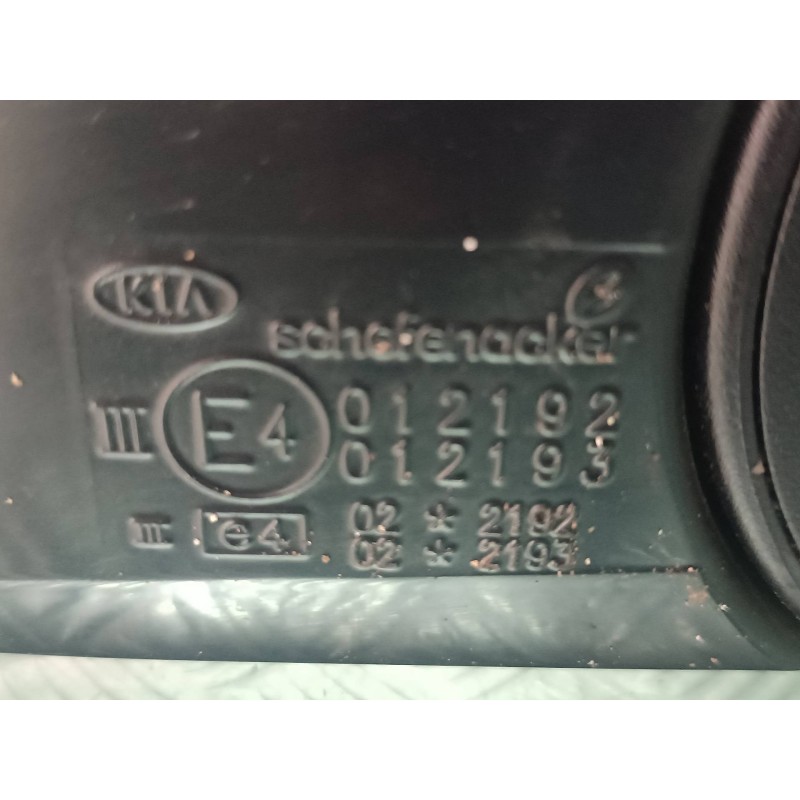 KIA
schefenacker
III E4 012192
012193
III e4 02 * 2192
02 * 2193